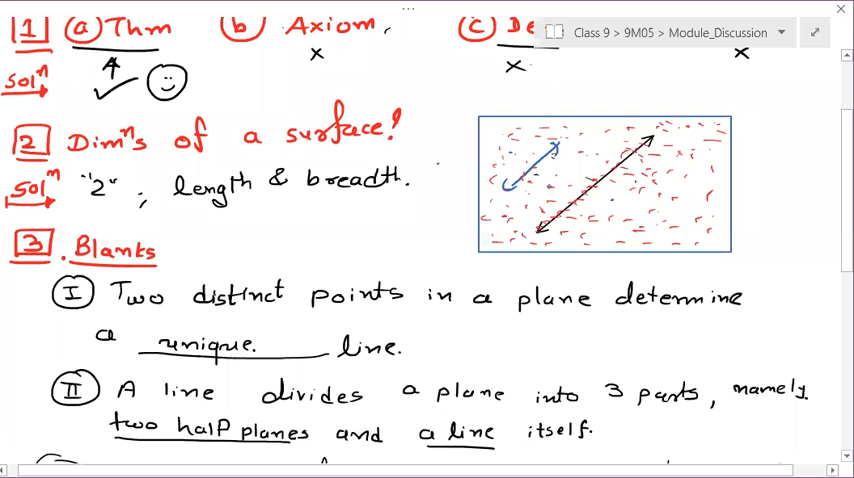 Class 9 > 9M05 > Module_Discussion
1 (a) Thm (b) Axiom, (c)
x x x
Solⁿ
2 Dimⁿs of a surface!
Solⁿ "2", length & breadth.
3. Blanks
(I) Two distinct points in a plane determine
a unique. line.
(II) A line divides a plane into 3 parts, namely
two half planes and a line itself.